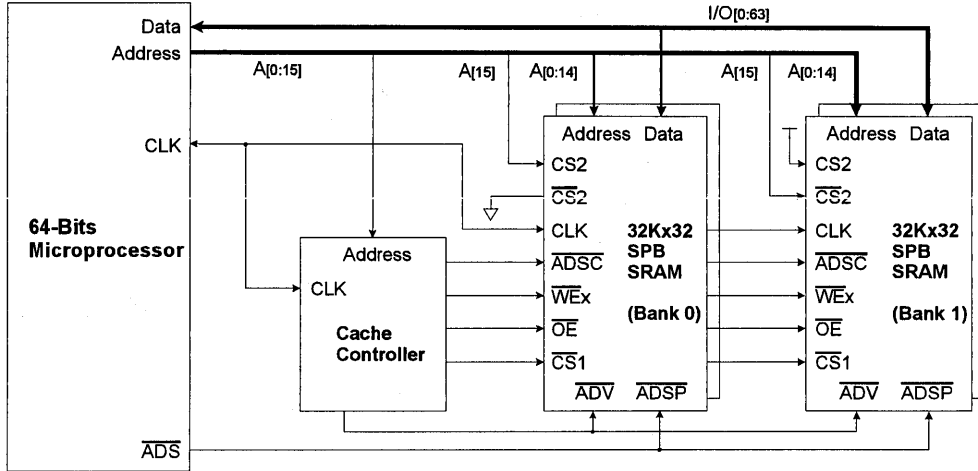 I/O[0:63]
Data
Address
A[0:15]
A[15]
A[0:14]
A[15]
A[0:14]
CLK
64-Bits
Microprocessor
ADS
Address
CLK
Cache
Controller
Address Data
CS2
CS2
CLK
ADSC
WEx
OE
CS1
32Kx32
SPB
SRAM
(Bank 0)
ADV ADSP
Address Data
CS2
CS2
CLK
ADSC
WEx
OE
CS1
32Kx32
SPB
SRAM
(Bank 1)
ADV ADSP